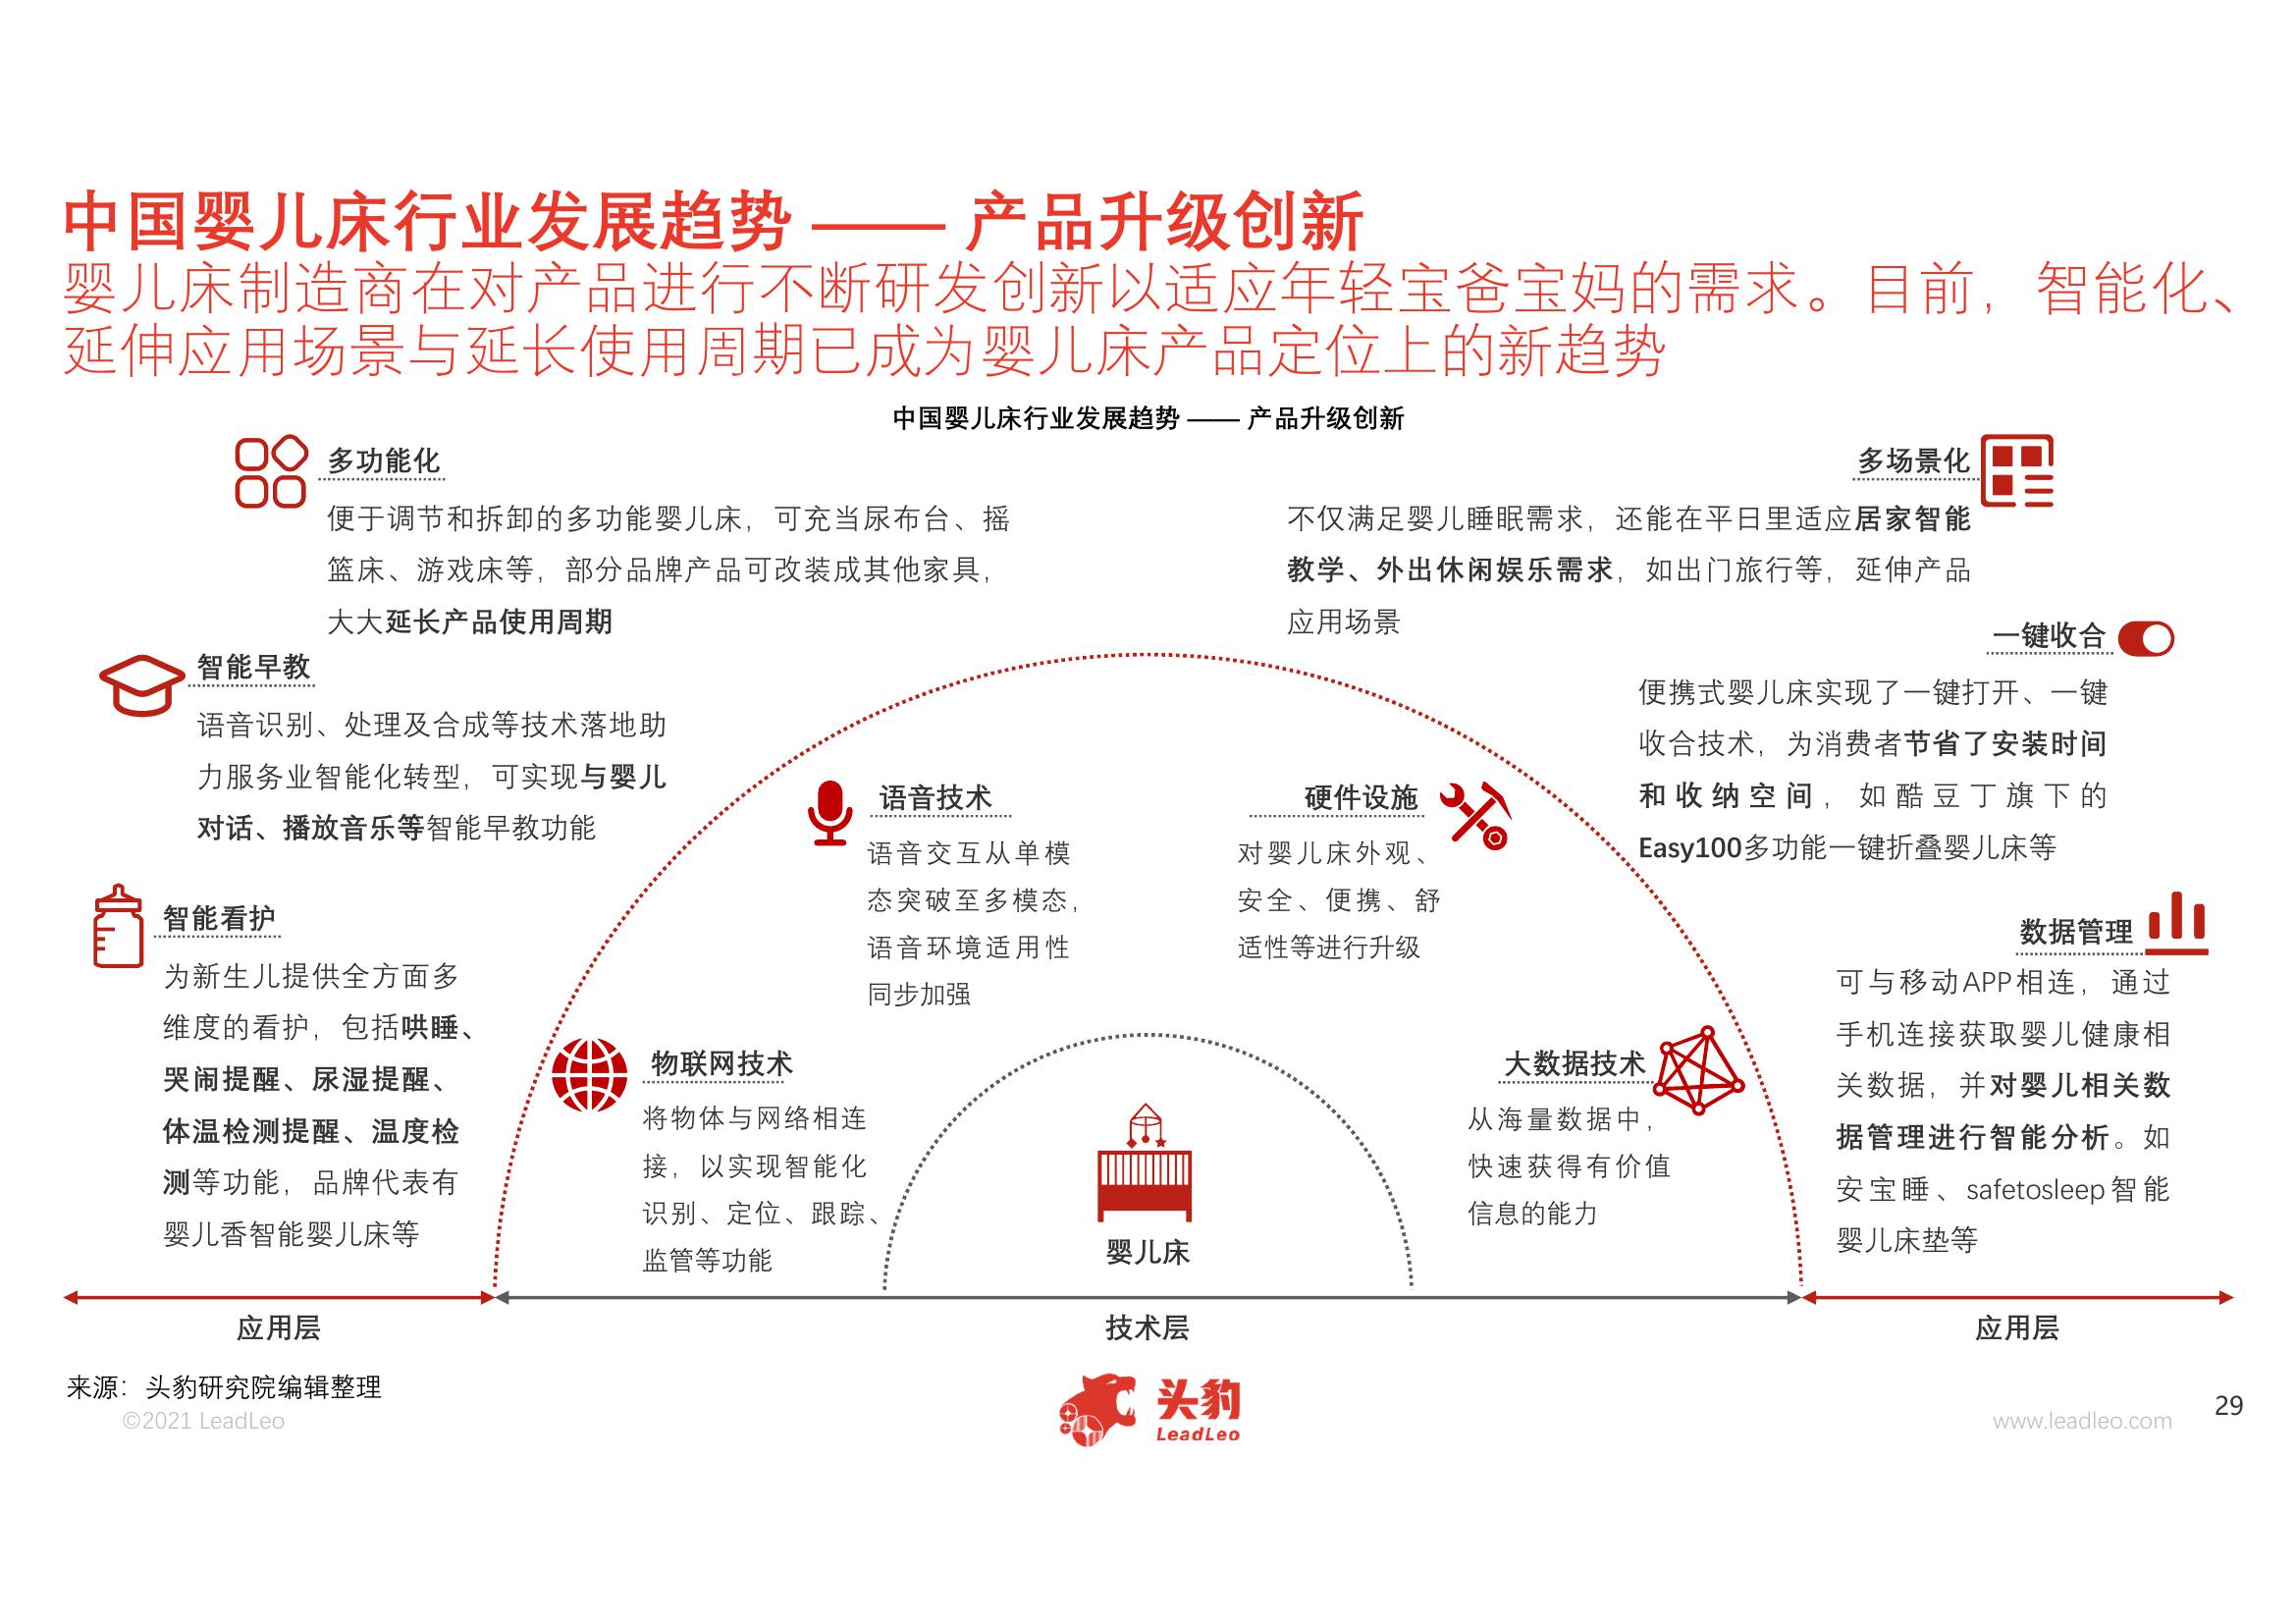 中国婴儿床行业发展趋势 —— 产品升级创新
婴儿床制造商在对产品进行不断研发创新以适应年轻宝爸宝妈的需求。目前，智能化、
延伸应用场景与延长使用周期已成为婴儿床产品定位上的新趋势
中国婴儿床行业发展趋势 —— 产品升级创新
多功能化
便于调节和拆卸的多功能婴儿床，可充当尿布台、摇
篮床、游戏床等，部分品牌产品可改装成其他家具，
大大延长产品使用周期
多场景化
不仅满足婴儿睡眠需求，还能在平日里适应居家智能
教学、外出休闲娱乐需求，如出门旅行等，延伸产品
应用场景
智能早教
语音识别、处理及合成等技术落地助
力服务业智能化转型，可实现与婴儿
对话、播放音乐等智能早教功能
一键收合
便携式婴儿床实现了一键打开、一键
收合技术，为消费者节省了安装时间
和收纳空间，如酷豆丁旗下的
Easy100多功能一键折叠婴儿床等
语音技术
语音交互从单模
态突破至多模态，
语音环境适用性
同步加强
硬件设施
对婴儿床外观、
安全、便携、舒
适性等进行升级
智能看护
为新生儿提供全方面多
维度的看护，包括哄睡、
哭闹提醒、尿湿提醒、
体温检测提醒、温度检
测等功能，品牌代表有
婴儿香智能婴儿床等
数据管理
可与移动APP相连，通过
手机连接获取婴儿健康相
关数据，并对婴儿相关数
据管理进行智能分析。如
安宝睡、safetosleep智能
婴儿床垫等
物联网技术
将物体与网络相连
接，以实现智能化
识别、定位、跟踪、
监管等功能
大数据技术
从海量数据中，
快速获得有价值
信息的能力
婴儿床
应用层
技术层
应用层
来源：头豹研究院编辑整理
©2021 LeadLeo
头豹
LeadLeo
www.leadleo.com
29